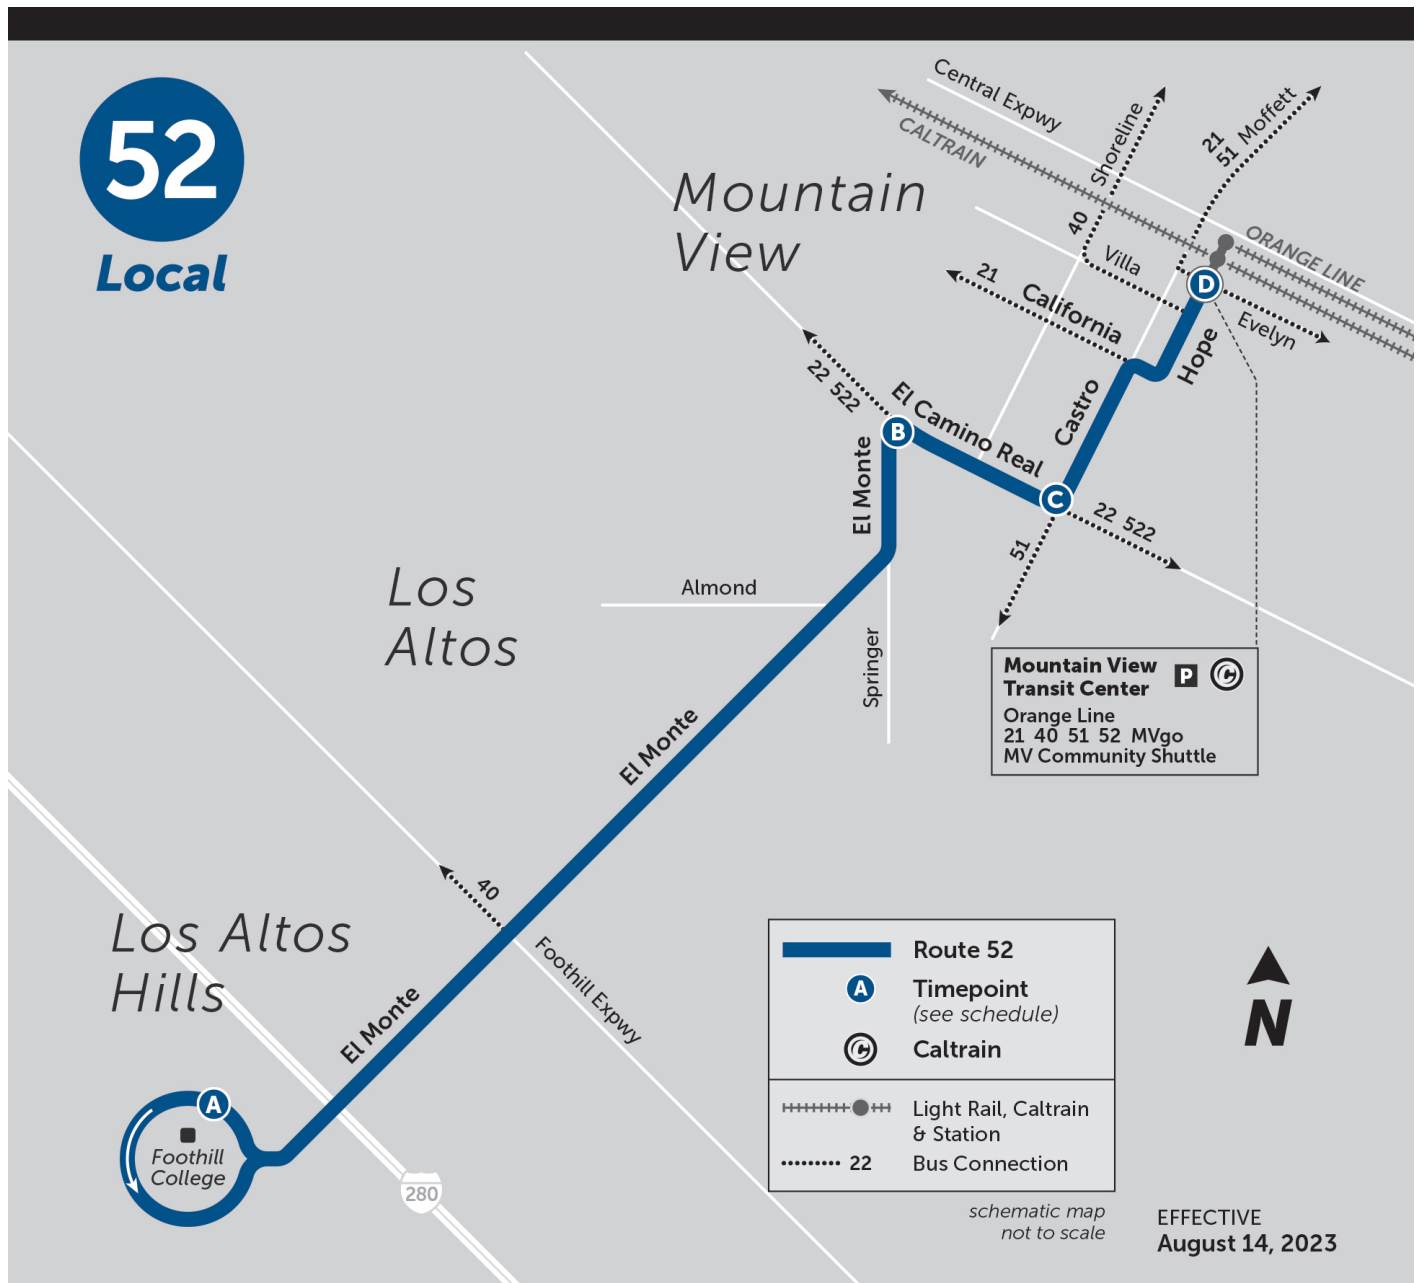 52
Local
Central Expwy
CALTRAIN
Shoreline
40
21
51 Moffett
ORANGE LINE
Mountain
View
Villa
21
California
D
Evelyn
Hope
22 522
B
El Camino Real
Castro
El Monte
C
22 522
51
Los
Altos
Almond
Springer
Mountain View
Transit Center
P
C
Orange Line
21 40 51 52 MVgo
MV Community Shuttle
El Monte
40
Los Altos
Hills
Foothill Expwy
El Monte
A
Foothill
College
280
Route 52
A
Timepoint
(see schedule)
C
Caltrain
Light Rail, Caltrain
& Station
22
Bus Connection
N
schematic map
not to scale
EFFECTIVE
August 14, 2023